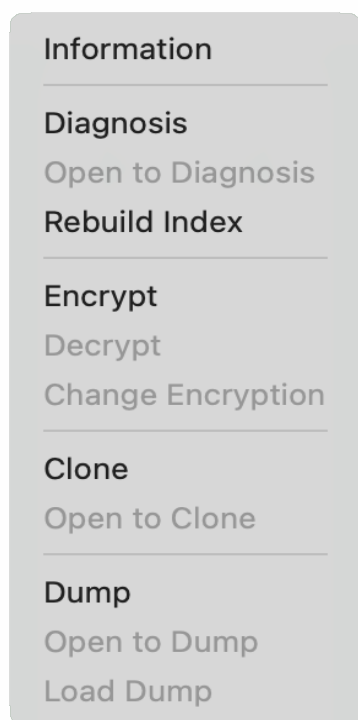 Information
Diagnosis
Open to Diagnosis
Rebuild Index
Encrypt
Decrypt
Change Encryption
Clone
Open to Clone
Dump
Open to Dump
Load Dump